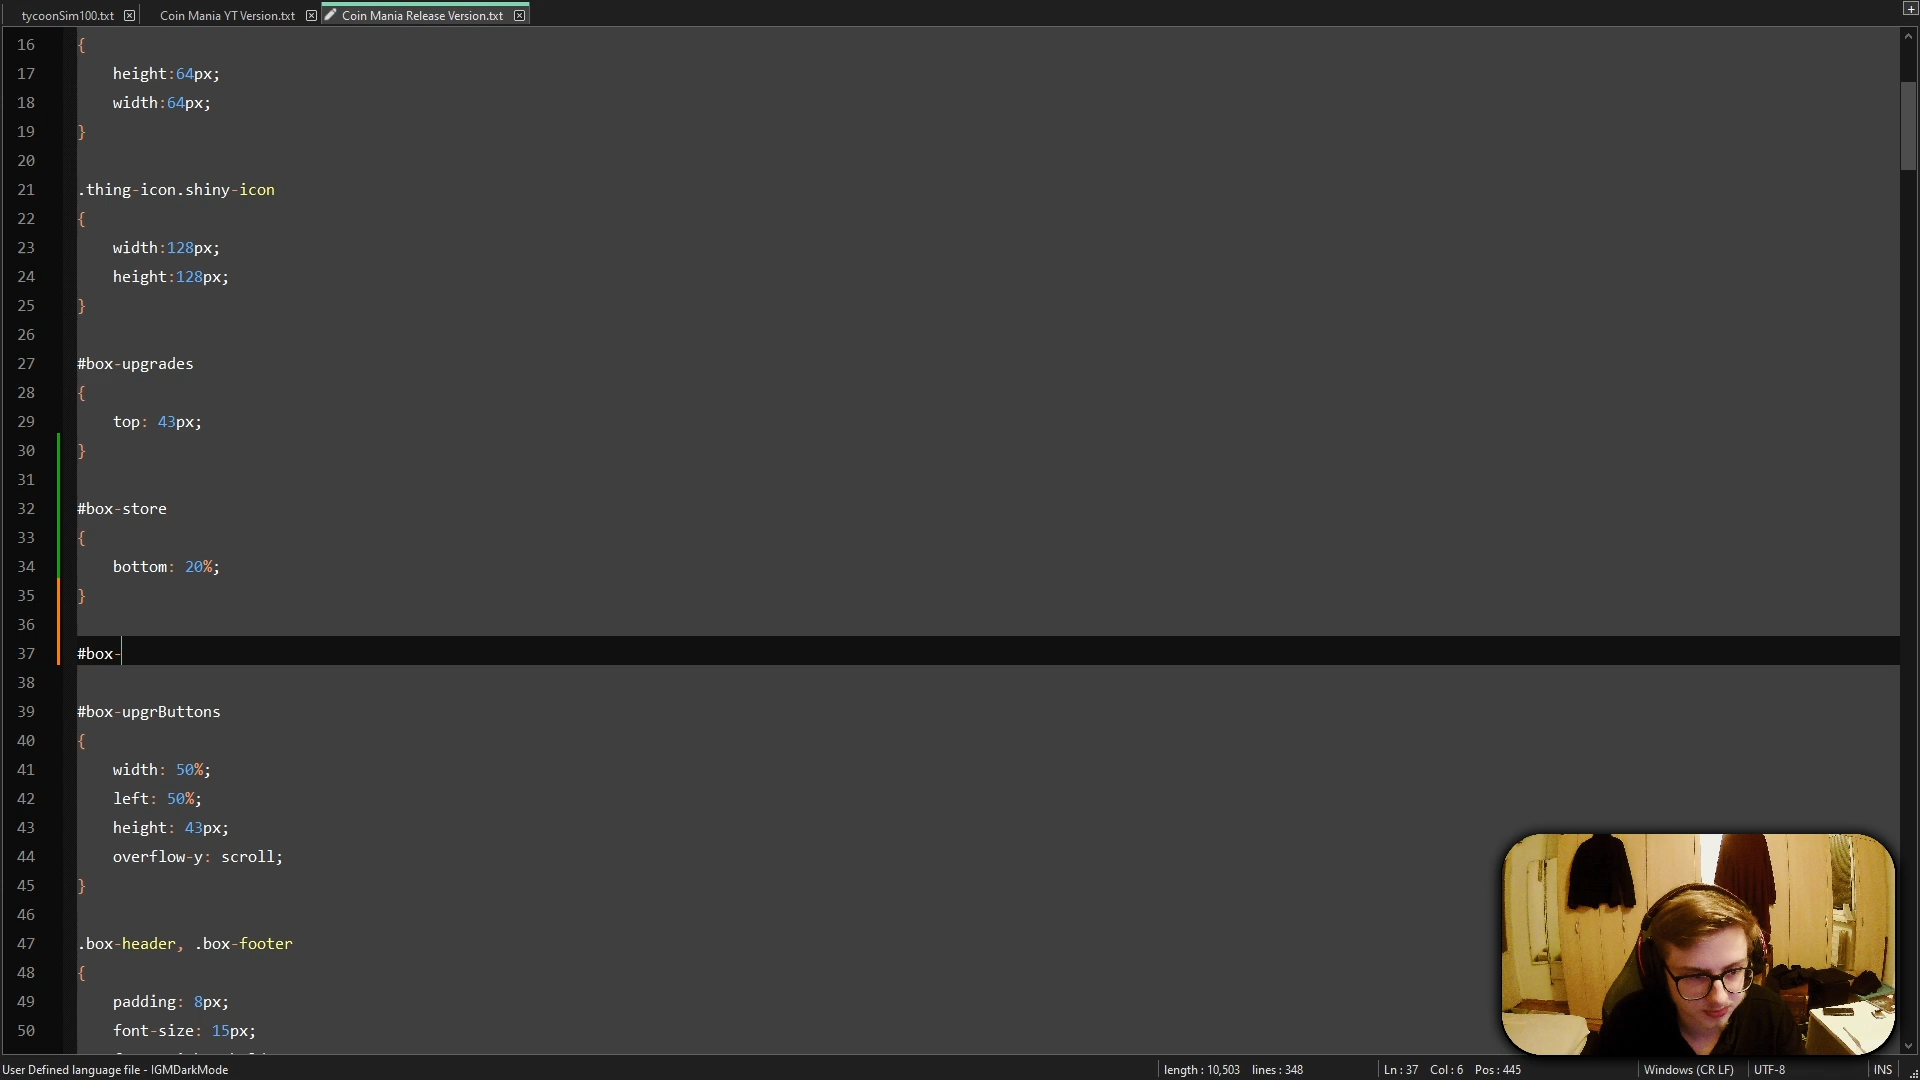 tycoonSim100.txt
Coin Mania YT Version.txt
Coin Mania Release Version.txt
16 {
17 height:64px;
18 width:64px;
19 }
20
21 .thing-icon.shiny-icon
22 {
23 width:128px;
24 height:128px;
25 }
26
27 #box-upgrades
28 {
29 top: 43px;
30 }
31
32 #box-store
33 {
34 bottom: 20%;
35 }
36
37 #box-
38
39 #box-upgrButtons
40 {
41 width: 50%;
42 left: 50%;
43 height: 43px;
44 overflow-y: scroll;
45 }
46
47 .box-header, .box-footer
48 {
49 padding: 8px;
50 font-size: 15px;
User Defined language file - IGMDarkMode
length : 10,503 lines : 348
Ln : 37 Col : 6 Pos : 445
Windows (CR LF)
UTF-8
INS